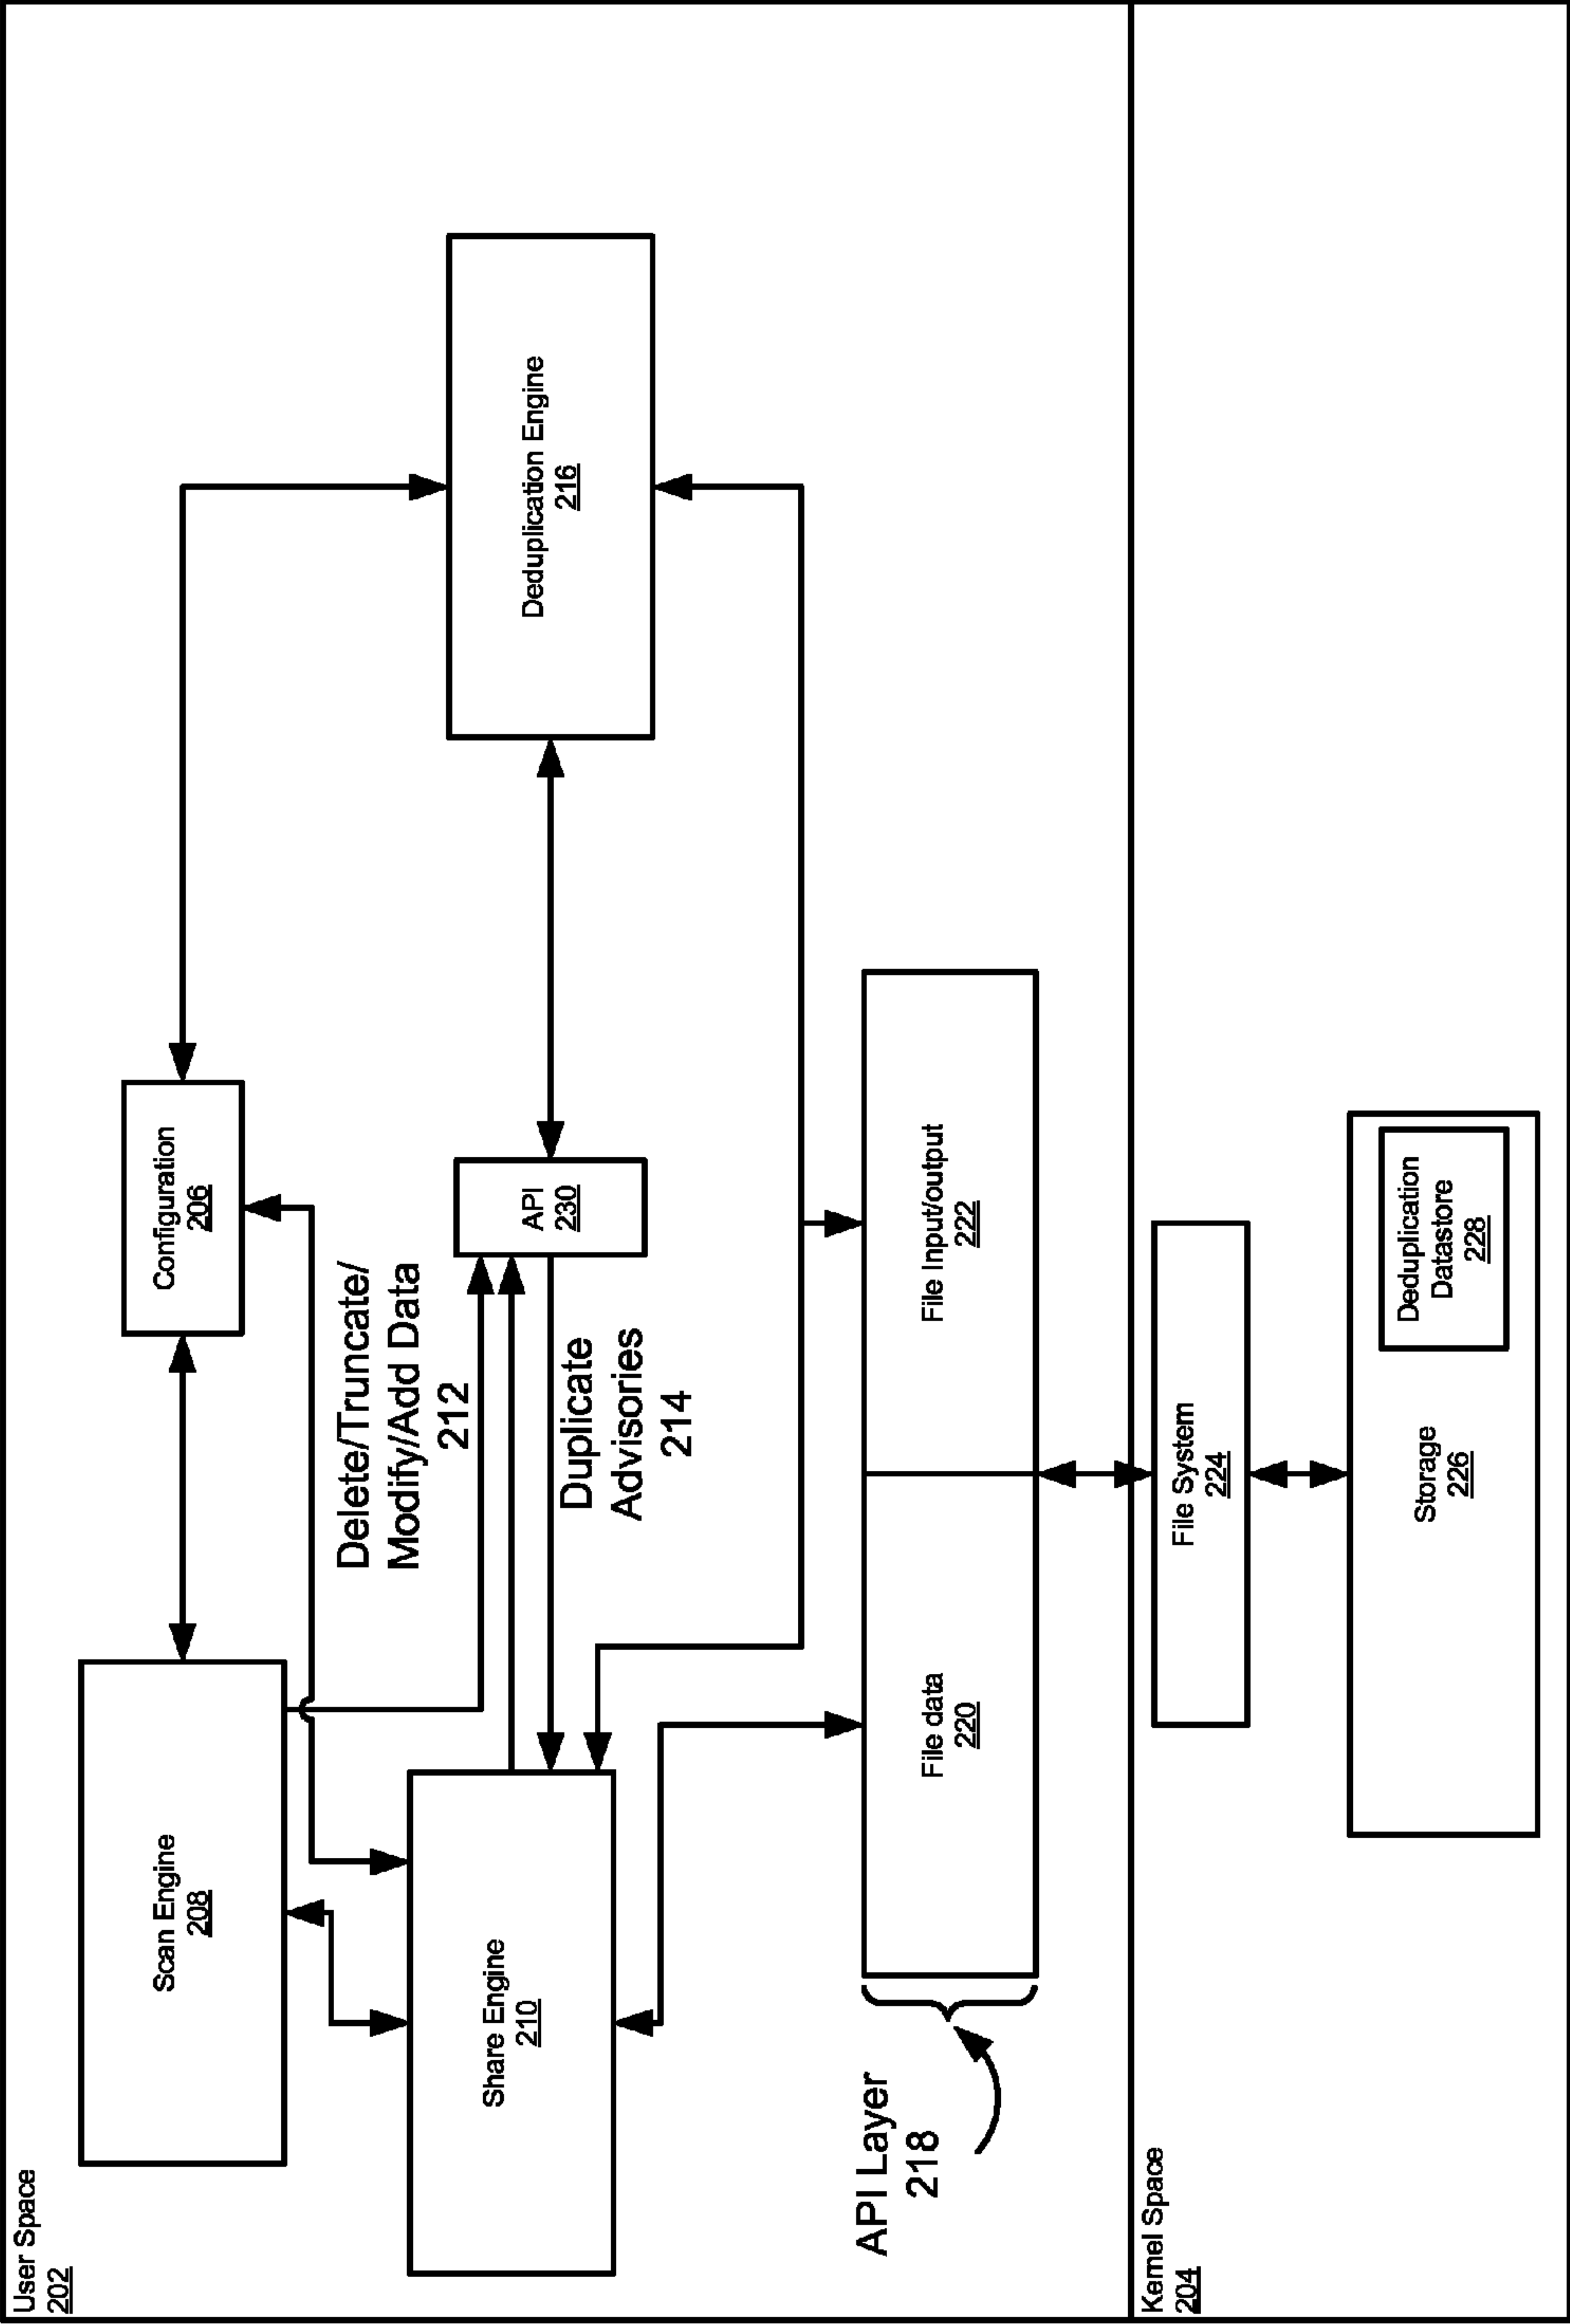 User Space
202
Scan Engine
208
Configuration
206
Delete/Truncate/
Modify/Add Data
212
Share Engine
210
API
230
Duplicate
Advisories
214
Deduplication Engine
216
API Layer
218
File data
220
File Input/output
222
Kernel Space
204
File System
224
Storage
226
Deduplication
Datastore
228